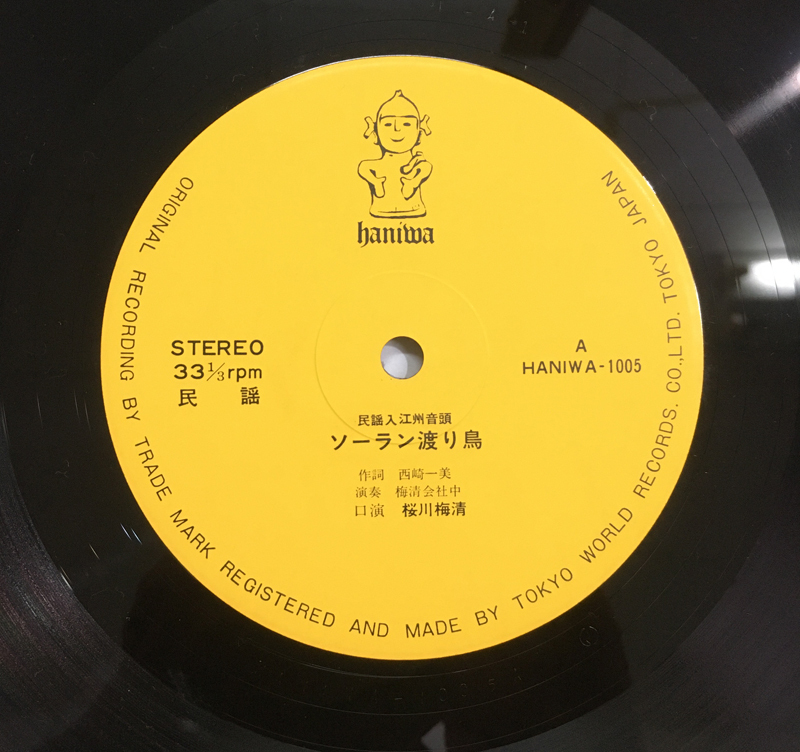 haniwa
STEREO
33⅓rpm
民謡
A
HANIWA-1005
民謡入江州音頭
ソーラン渡り鳥
作詞 西崎一美
演奏 梅清会社中
口演 桜川梅清
ORIGINAL RECORDING BY TRADE MARK REGISTERED AND MADE BY TOKYO WORLD RECORDS. CO.,LTD. TOKYO JAPAN